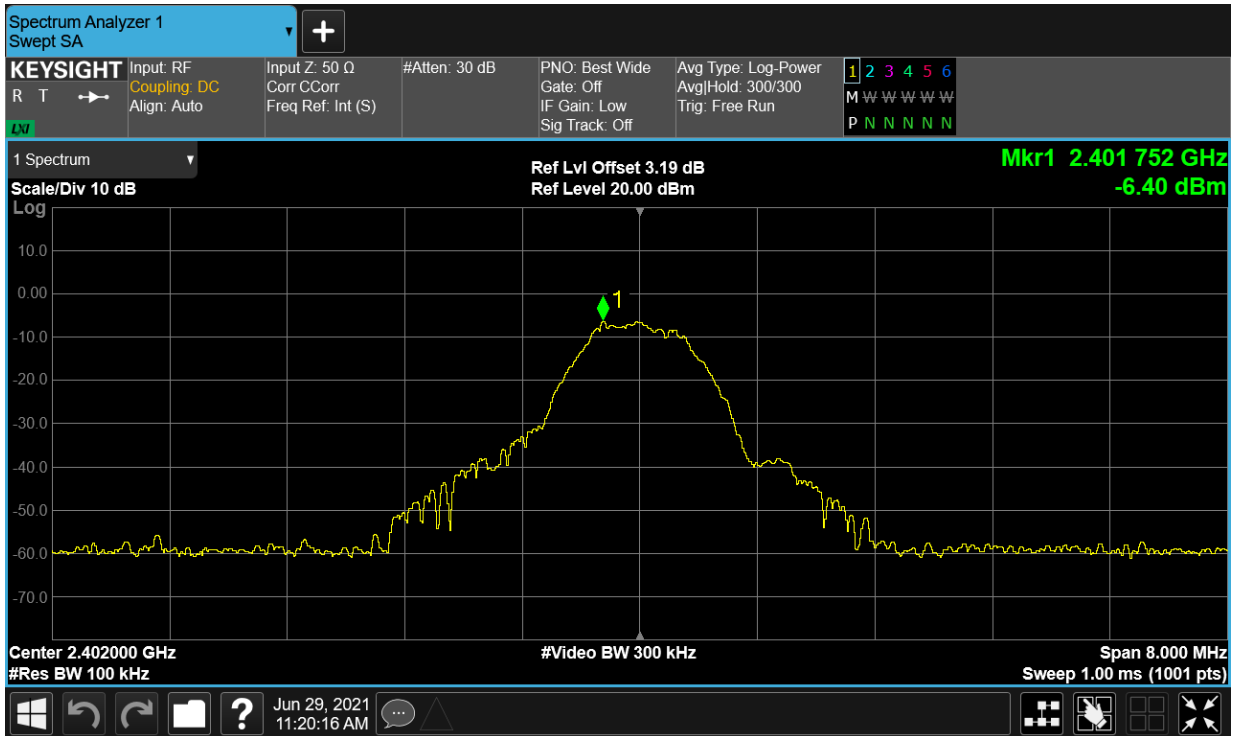 Spectrum Analyzer 1
Swept SA
KEYSIGHT
R T
LXI
Input: RF
Coupling: DC
Align: Auto
Input Z: 50 Ω
Corr CCorr
Freq Ref: Int (S)
#Atten: 30 dB
PNO: Best Wide
Gate: Off
IF Gain: Low
Sig Track: Off
Avg Type: Log-Power
Avg|Hold: 300/300
Trig: Free Run
1 2 3 4 5 6
M W W W W W
P N N N N N
1 Spectrum
Scale/Div 10 dB
Log
Ref Lvl Offset 3.19 dB
Ref Level 20.00 dBm
Mkr1 2.401 752 GHz
-6.40 dBm
10.0
0.00
1
-10.0
-20.0
-30.0
-40.0
-50.0
-60.0
-70.0
Center 2.402000 GHz
#Res BW 100 kHz
#Video BW 300 kHz
Span 8.000 MHz
Sweep 1.00 ms (1001 pts)
?
Jun 29, 2021
11:20:16 AM